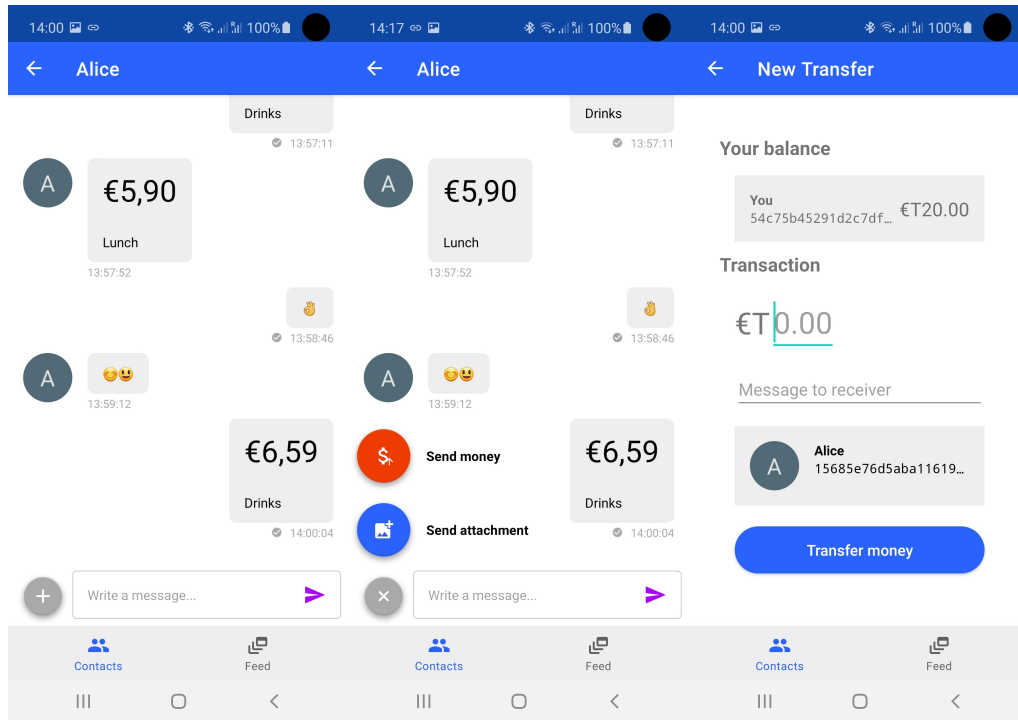 14:00 100%
Alice
Drinks
13:57:11
A
€5,90
Lunch
13:57:52
13:58:46
A
13:59:12
€6,59
Drinks
14:00:04
Write a message...
Contacts Feed
14:17 100%
Alice
Drinks
13:57:11
A
€5,90
Lunch
13:57:52
13:58:46
A
13:59:12
€6,59
Send money
Drinks
Send attachment
14:00:04
Write a message...
Contacts Feed
14:00 100%
New Transfer
Your balance
You
54c75b45291d2c7df… €T20.00
Transaction
€T 0.00
Message to receiver
A
Alice
15685e76d5aba11619…
Transfer money
Contacts Feed